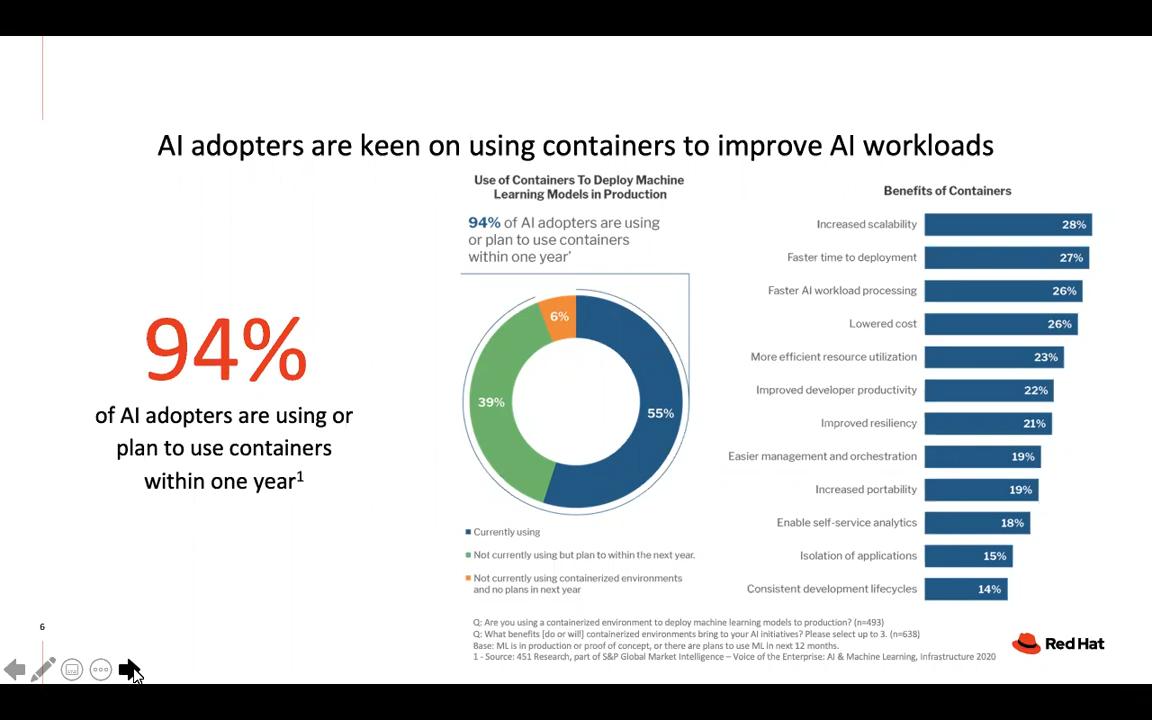 AI adopters are keen on using containers to improve AI workloads
94%
of AI adopters are using or
plan to use containers
within one year1
Use of Containers To Deploy Machine
Learning Models in Production
94% of AI adopters are using
or plan to use containers
within one year'
6%
39%
55%
Currently using
Not currently using but plan to within the next year.
Not currently using containerized environments
and no plans in next year
Benefits of Containers
Increased scalability 28%
Faster time to deployment 27%
Faster AI workload processing 26%
Lowered cost 26%
More efficient resource utilization 23%
Improved developer productivity 22%
Improved resiliency 21%
Easier management and orchestration 19%
Increased portability 19%
Enable self-service analytics 18%
Isolation of applications 15%
Consistent development lifecycles 14%
Q: Are you using a containerized environment to deploy machine learning models to production? (n=493)
Q: What benefits [do or will] containerized environments bring to your AI initiatives? Please select up to 3. (n=638)
Base: ML is in production or proof of concept, or there are plans to use ML in next 12 months.
1 - Source: 451 Research, part of S&P Global Market Intelligence – Voice of the Enterprise: AI & Machine Learning, Infrastructure 2020
6
Red Hat